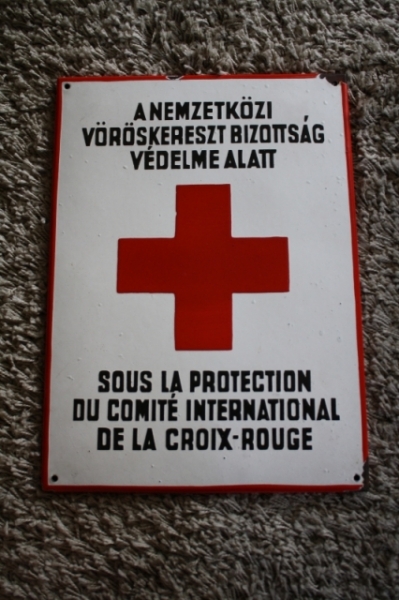 A NEMZETKÖZI
VÖRÖSKERESZT BIZOTTSÁG
VÉDELME ALATT
SOUS LA PROTECTION
DU COMITÉ INTERNATIONAL
DE LA CROIX-ROUGE